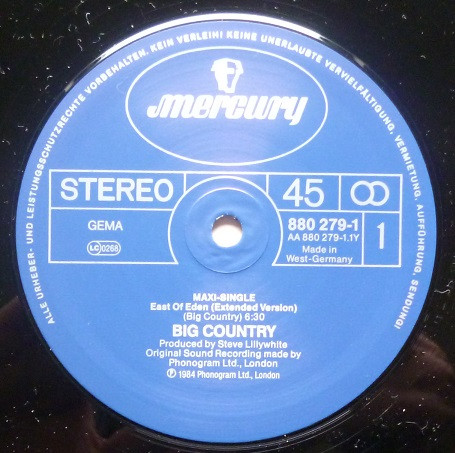 ALLE URHEBER- UND LEISTUNGSSCHUTZRECHTE VORBEHALTEN. KEIN VERLEIH! KEINE UNERLAUBTE VERVIELFÄLTIGUNG, VERMIETUNG, AUFFÜHRUNG, SENDUNG!
mercury
STEREO 45
GEMA 880 279-1 1
AA 880 279-1.1Y
LC 0268 Made in
West-Germany
MAXI-SINGLE
East Of Eden (Extended Version)
(Big Country) 6:30
BIG COUNTRY
Produced by Steve Lillywhite
Original Sound Recording made by
Phonogram Ltd., London
℗ 1984 Phonogram Ltd., London